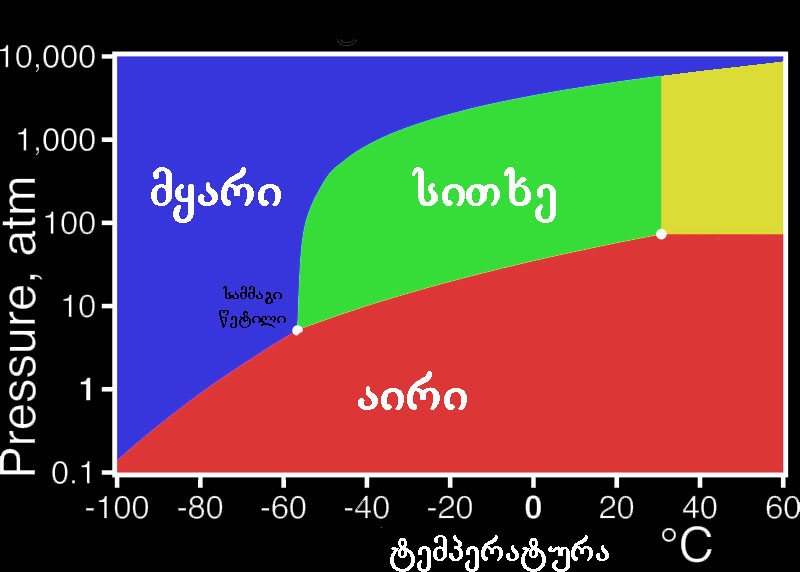 10,000
1,000
100
10
1
0.1
Pressure, atm
მყარი
სითხე
სამმაგი
წეტილი
აირი
-100 -80 -60 -40 -20 0 20 40 60
ტემპერატურა
°C